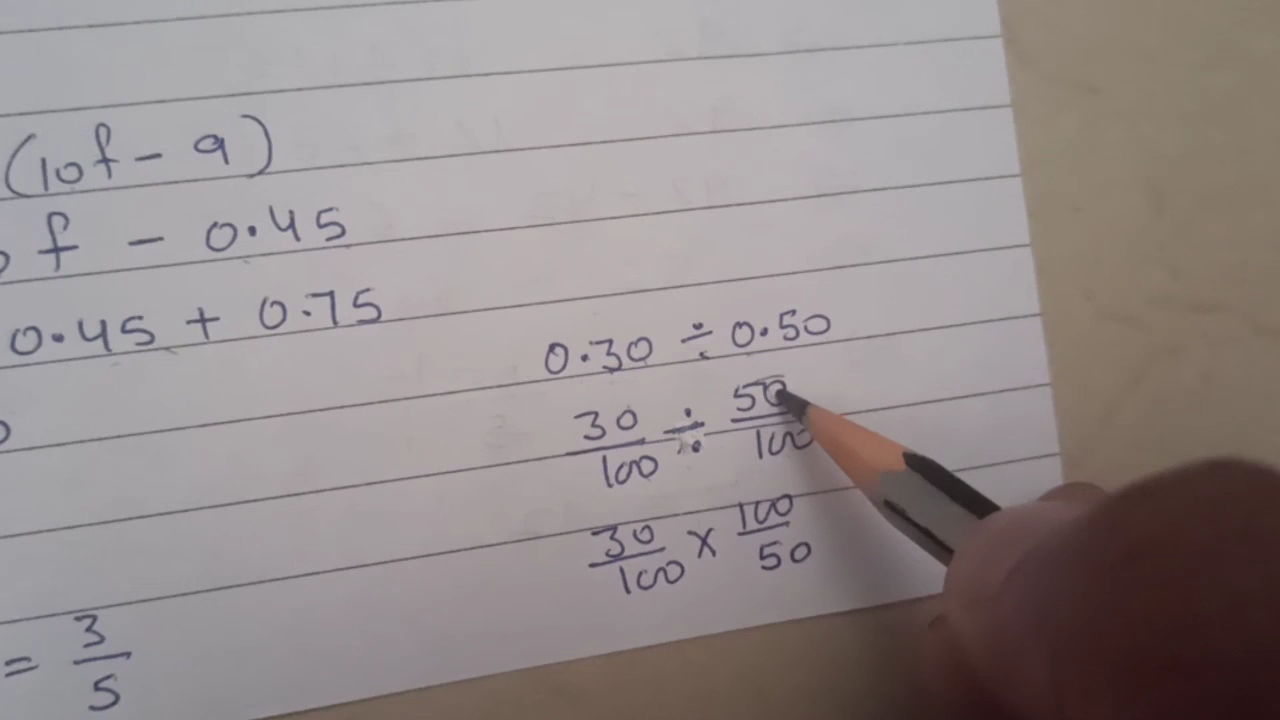 (10f - 9)
f - 0.45
0.45 + 0.75
0.30 ÷ 0.50
30/100 ÷ 50/100
30/100 × 100/50
= 3/5